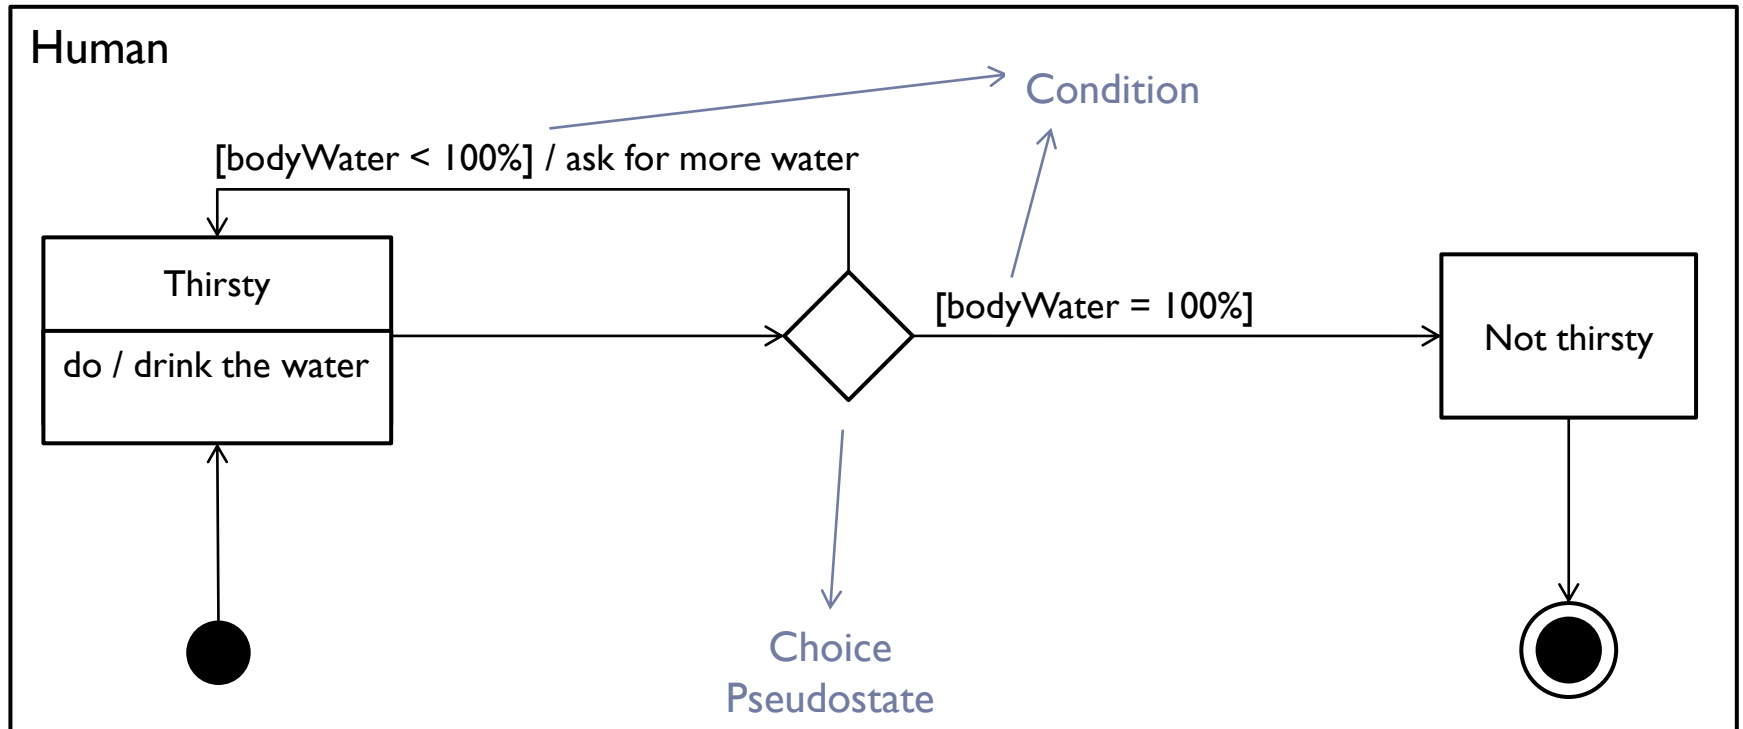 Human
Condition
[bodyWater < 100%] / ask for more water
Thirsty
do / drink the water
[bodyWater = 100%]
Not thirsty
Choice
Pseudostate